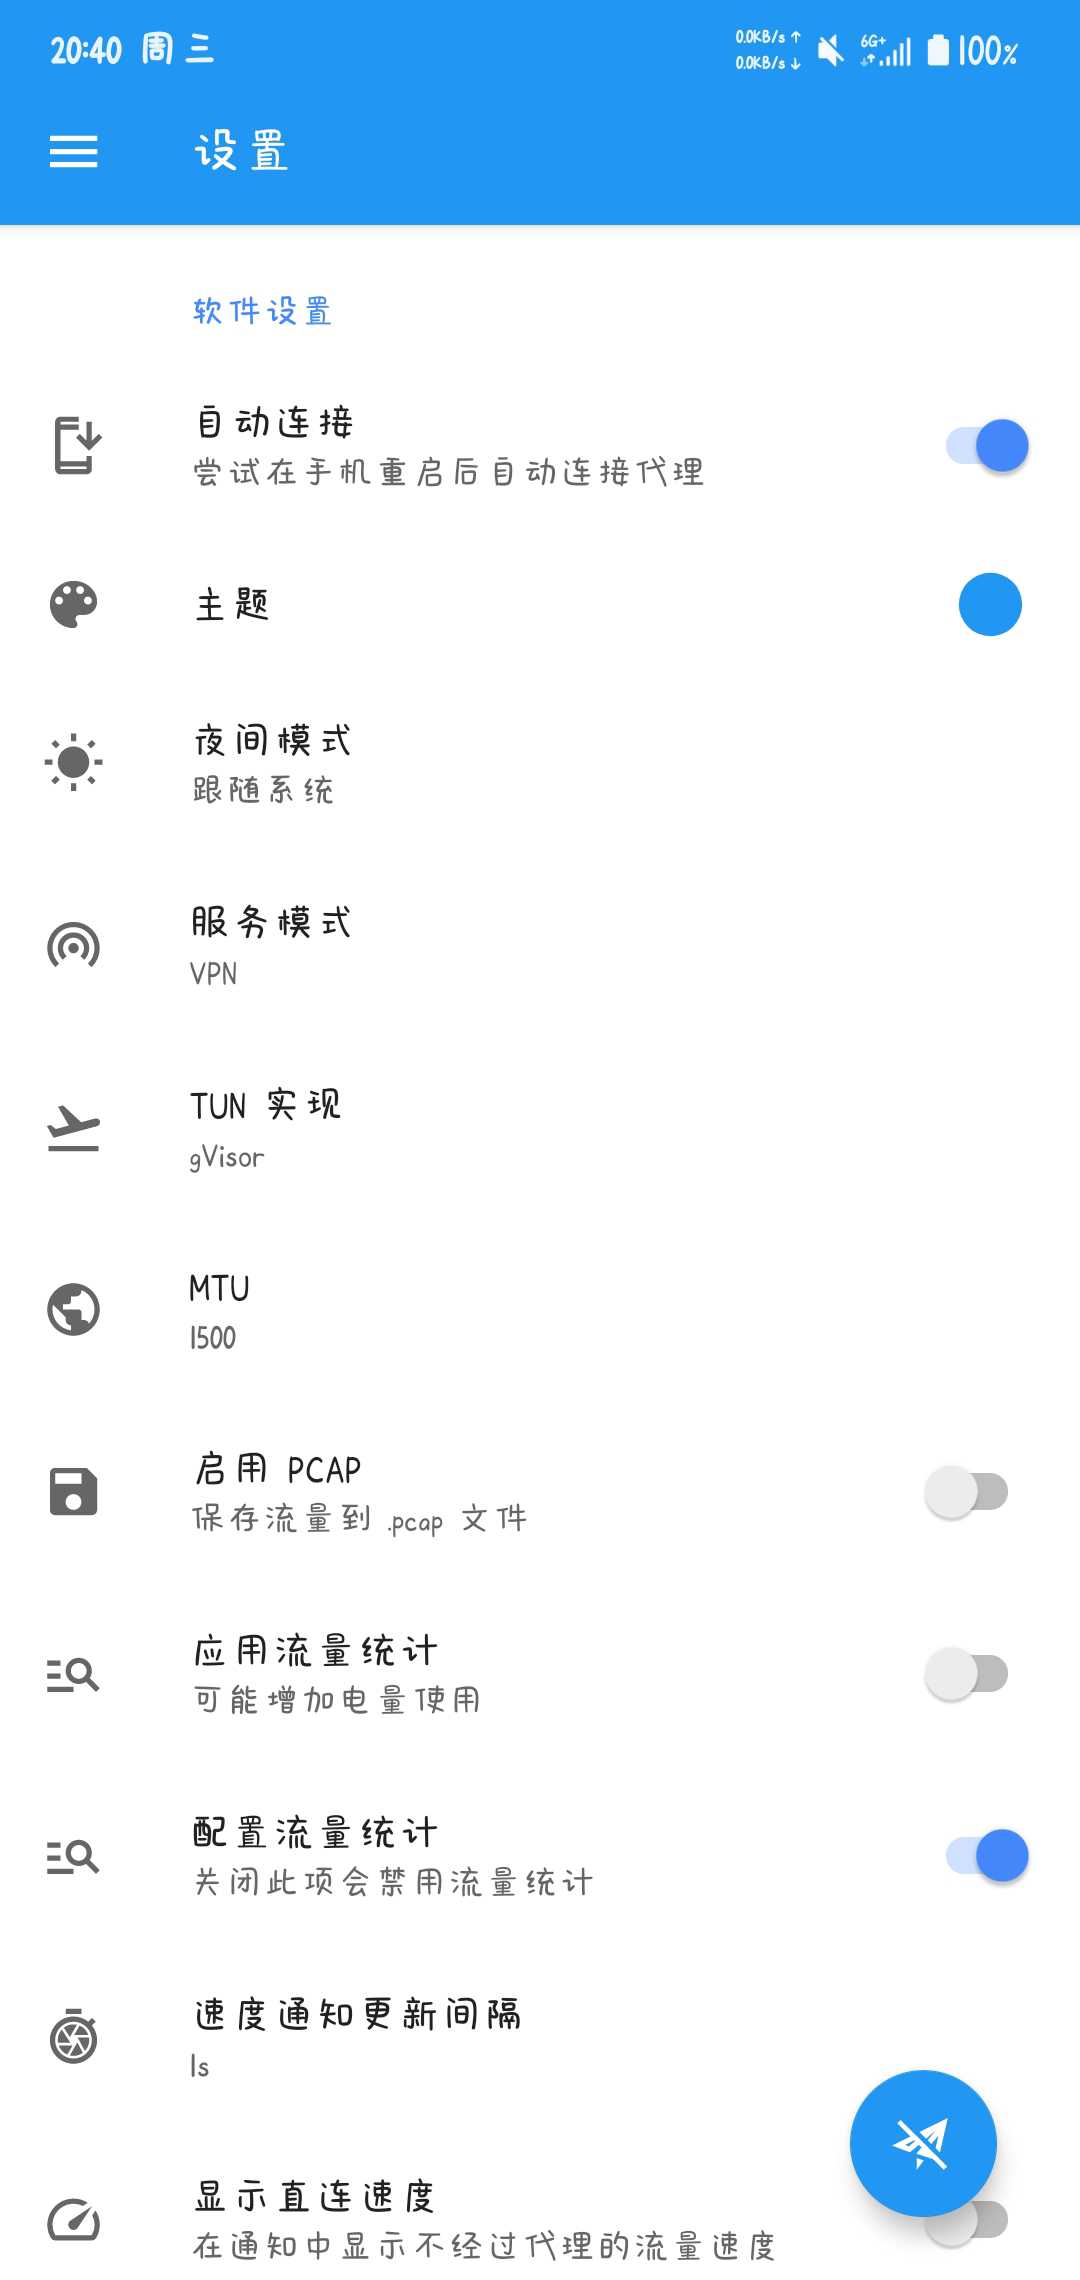 20:40 周三
0.0KB/s ↑
0.0KB/s ↓
6G+
100%
设置
软件设置
自动连接
尝试在手机重启后自动连接代理
主题
夜间模式
跟随系统
服务模式
VPN
TUN 实现
gVisor
MTU
1500
启用 PCAP
保存流量到 .pcap 文件
应用流量统计
可能增加电量使用
配置流量统计
关闭此项会禁用流量统计
速度通知更新间隔
1s
显示直连速度
在通知中显示不经过代理的流量速度